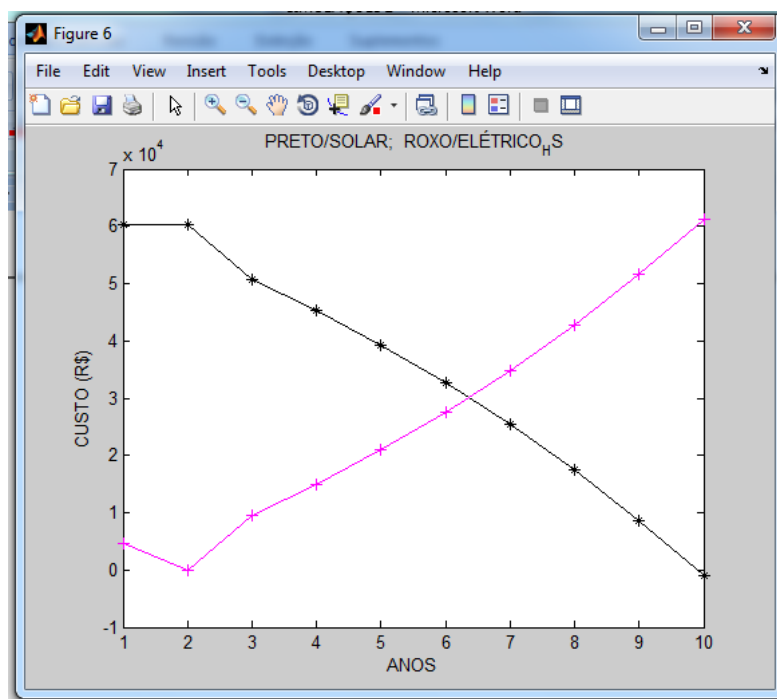 Figure 6
File Edit View Insert Tools Desktop Window Help
PRETO/SOLAR; ROXO/ELÉTRICO_HS
x 10^4
7
6
5
4
3
2
1
0
-1
CUSTO (R$)
1 2 3 4 5 6 7 8 9 10
ANOS